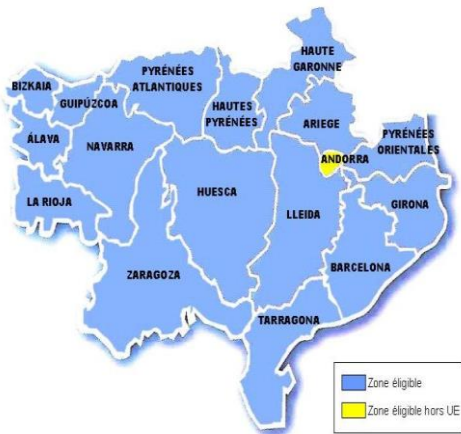 HAUTE
GARONNE
PYRÉNÉES
ATLANTIQUES
BIZKAIA
GUIPÚZCOA
HAUTES
PYRÉNÉES
ARIEGE
PYRÉNÉES
ORIENTALES
ÁLAVA
NAVARRA
ANDORRA
HUESCA
LA RIOJA
LLEIDA
GIRONA
ZARAGOZA
BARCELONA
TARRAGONA
Zone éligible
Zone éligible hors UE